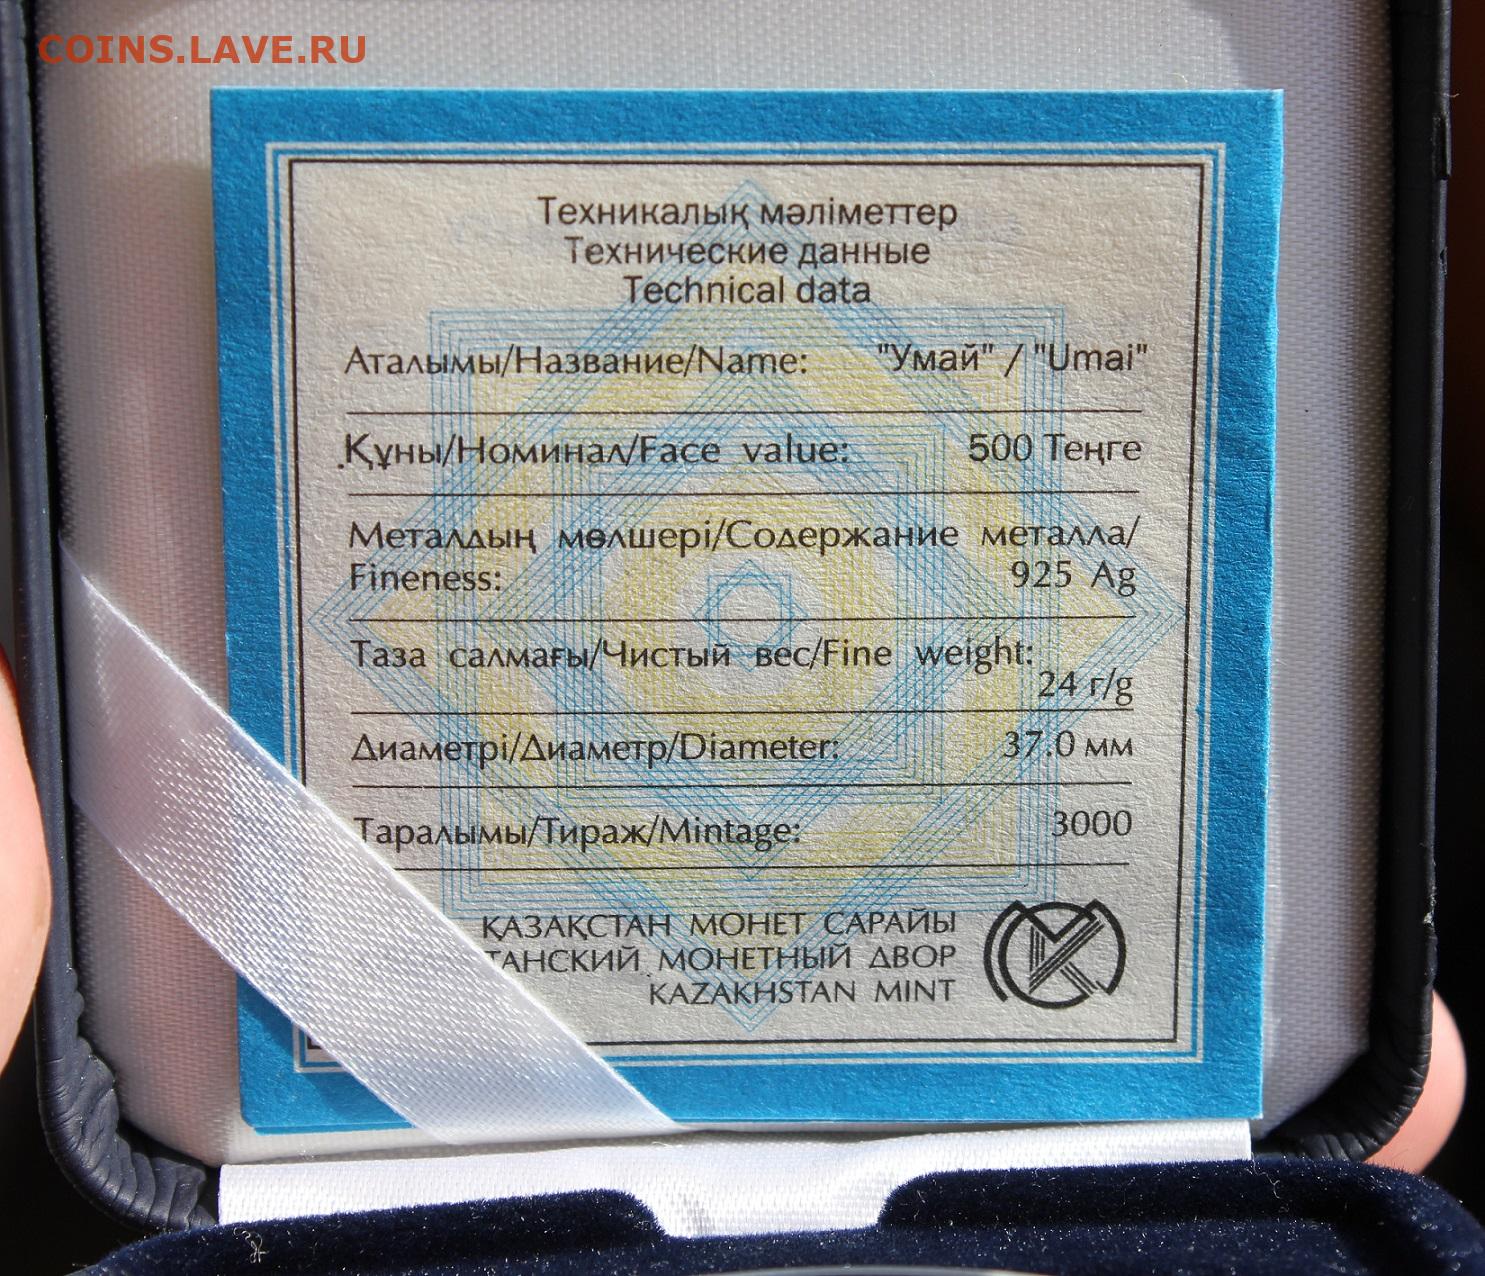 COINS.LAVE.RU
Техникалық мәліметтер
Технические данные
Technical data
Аталымы/Название/Name: "Умай" / "Umai"
Құны/Номинал/Face value: 500 Теңге
Металдың мөлшері/Содержание металла/
Fineness: 925 Ag
Таза салмағы/Чистый вес/Fine weight:
24 г/g
Диаметрі/Диаметр/Diameter: 37.0 мм
Таралымы/Тираж/Mintage: 3000
ҚАЗАҚСТАН МОНЕТ САРАЙЫ
ТАНСКИЙ МОНЕТНЫЙ ДВОР
KAZAKHSTAN MINT